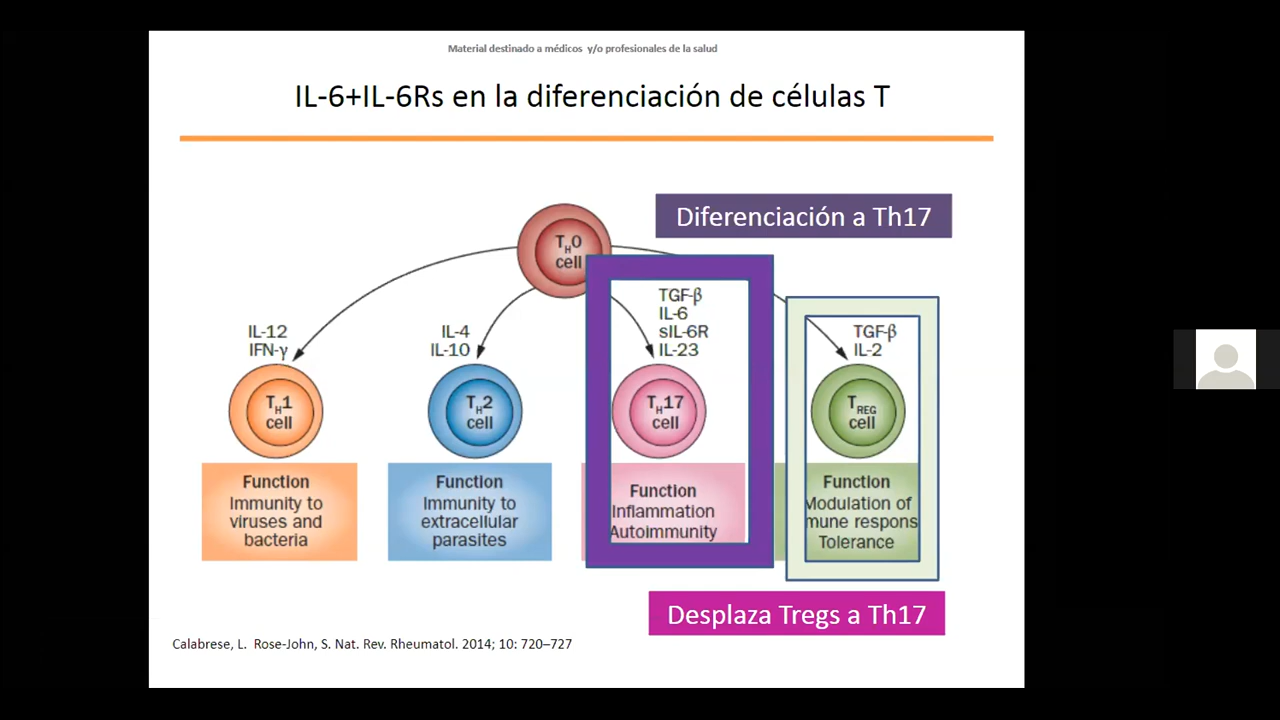 Material destinado a médicos y/o profesionales de la salud
IL-6+IL-6Rs en la diferenciación de células T
Diferenciación a Th17
TH0
cell
IL-12
IFN-γ
IL-4
IL-10
TGF-β
IL-6
sIL-6R
IL-23
TGF-β
IL-2
TH1
cell
TH2
cell
TH17
cell
TREG
cell
Function
Immunity to
viruses and
bacteria
Function
Immunity to
extracellular
parasites
Function
Inflammation
Autoimmunity
Function
Modulation of
mune respons
Tolerance
Desplaza Tregs a Th17
Calabrese, L. Rose-John, S. Nat. Rev. Rheumatol. 2014; 10: 720–727